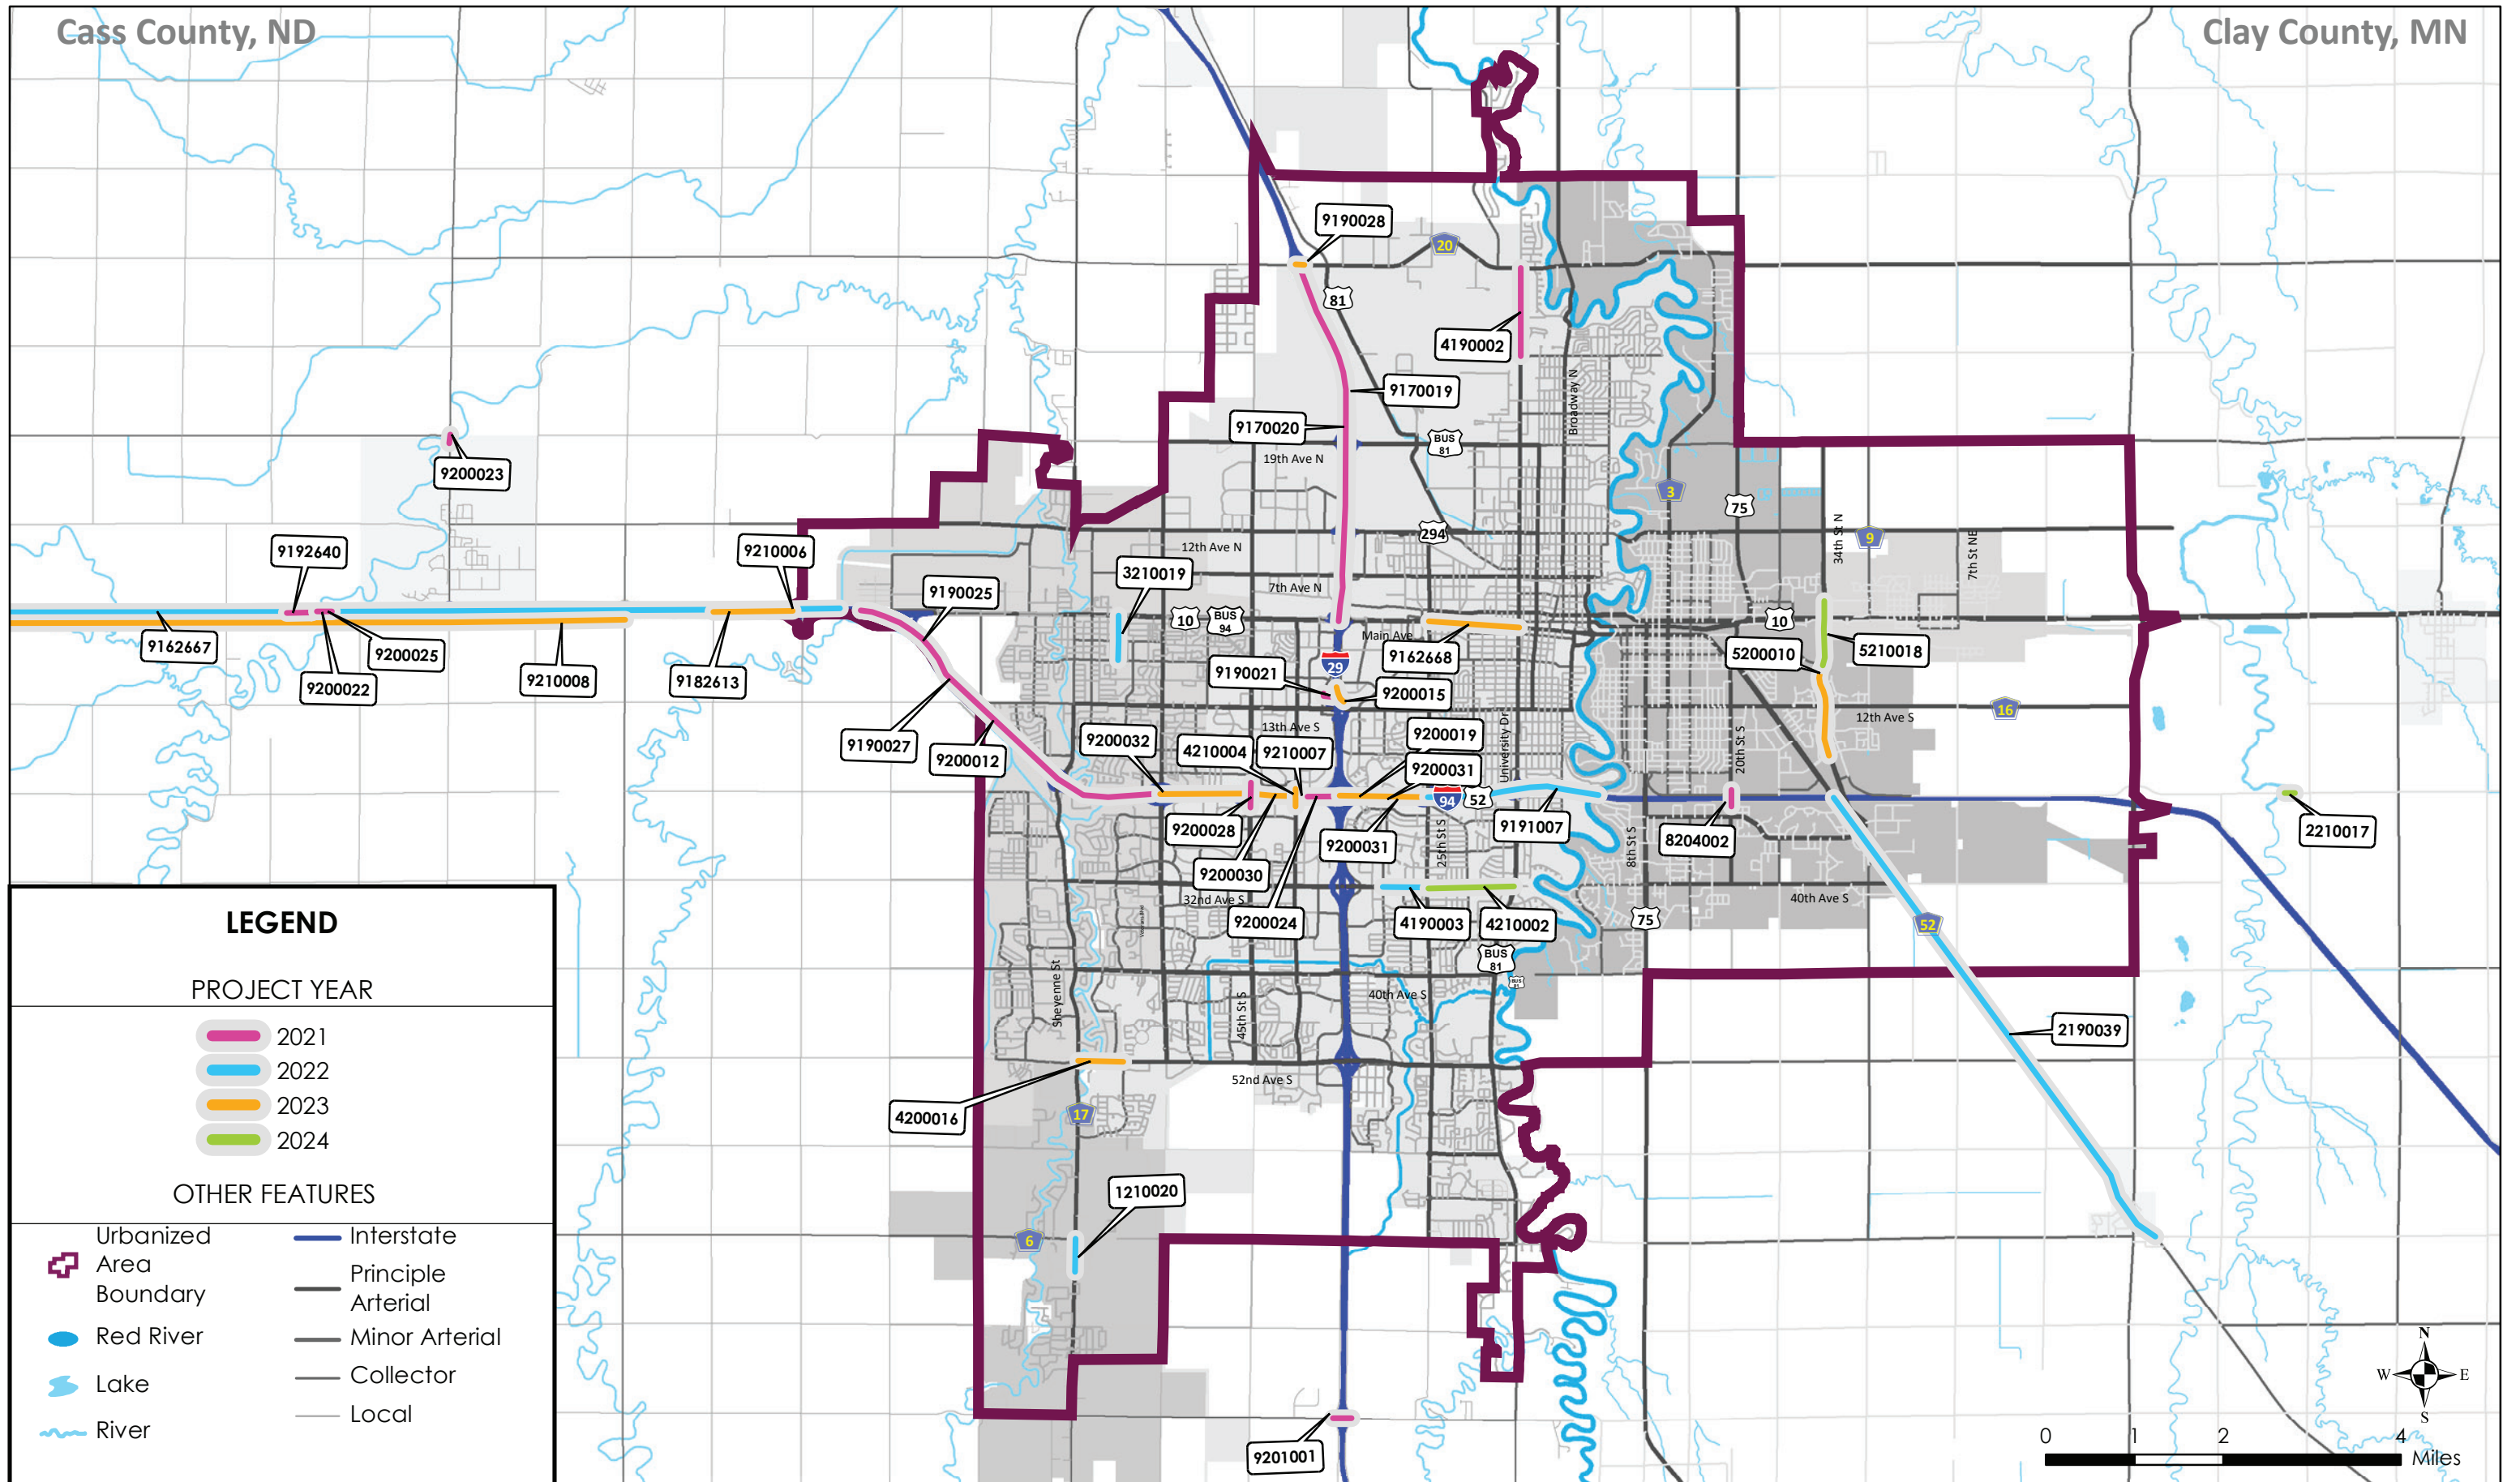 Cass County, ND
Clay County, MN
9190028
20
81
4190002
9170019
9170020
BUS
81
19th Ave N
Broadway N
9200023
3
75
294
34th St N
9
7th St NE
9192640
9210006
12th Ave N
3210019
7th Ave N
9190025
10
BUS
94
Main Ave
10
9162667
9200025
9200022
9210008
9182613
29
9162668
5200010
5210018
9190021
9200015
12th Ave S
16
9190027
9200012
9200032
13th Ave S
4210004
9210007
9200019
9200031
University Dr
20th St S
94
52
9200028
9200031
25th St S
9191007
8th St S
8204002
2210017
9200030
32nd Ave S
9200024
4190003
4210002
75
40th Ave S
52
BUS
81
BUS
81
Sheyenne St
45th St S
40th Ave S
2190039
52nd Ave S
4200016
17
1210020
6
9201001
LEGEND
PROJECT YEAR
2021
2022
2023
2024
OTHER FEATURES
Urbanized
Area
Boundary
Red River
Lake
River
Interstate
Principle
Arterial
Minor Arterial
Collector
Local
N
W
E
S
0 1 2 4
Miles